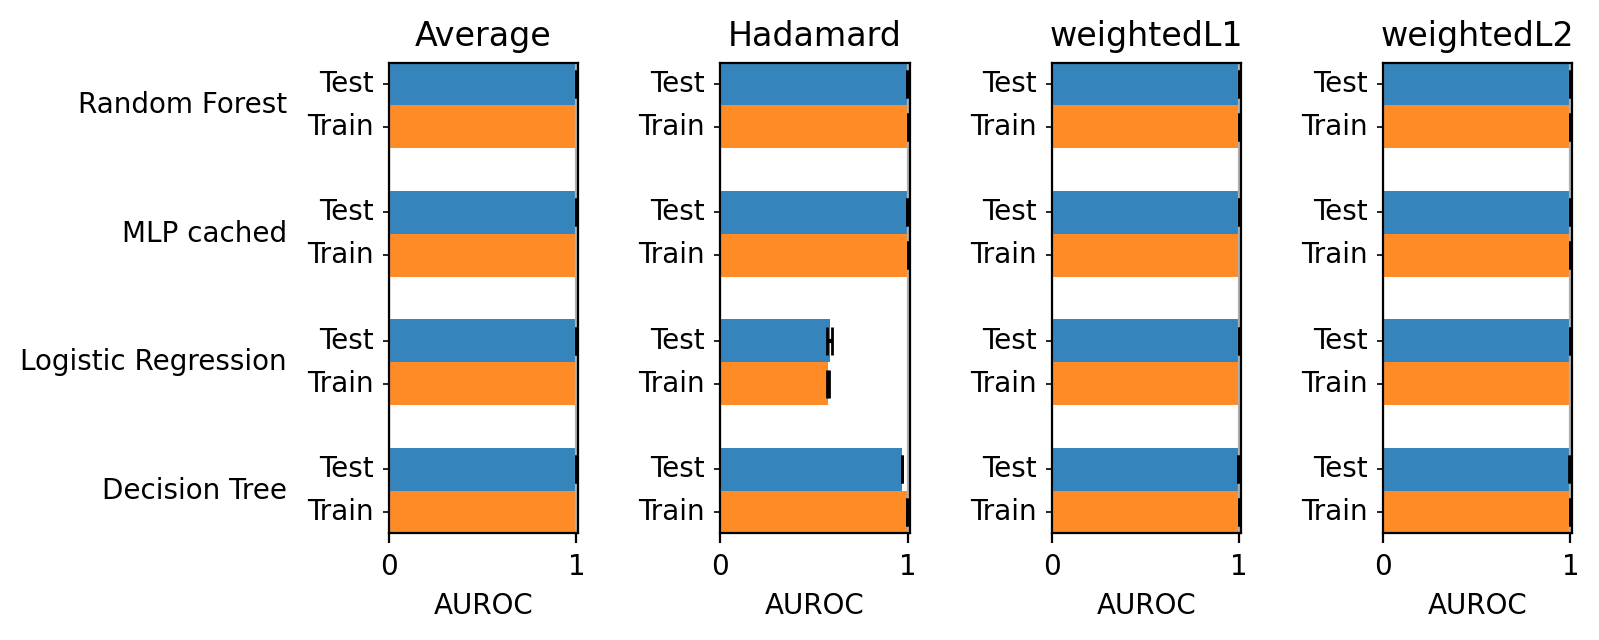 Average Hadamard weightedL1 weightedL2
Random Forest
Test Test Test Test
Train Train Train Train
MLP cached
Test Test Test Test
Train Train Train Train
Logistic Regression
Test Test Test Test
Train Train Train Train
Decision Tree
Test Test Test Test
Train Train Train Train
0 1 0 1 0 1 0 1
AUROC AUROC AUROC AUROC